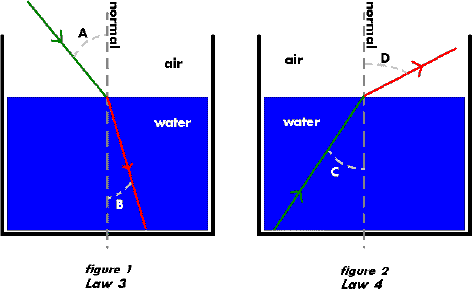 normal
A
air
water
B
figure 1
Law 3
normal
D
air
water
C
figure 2
Law 4